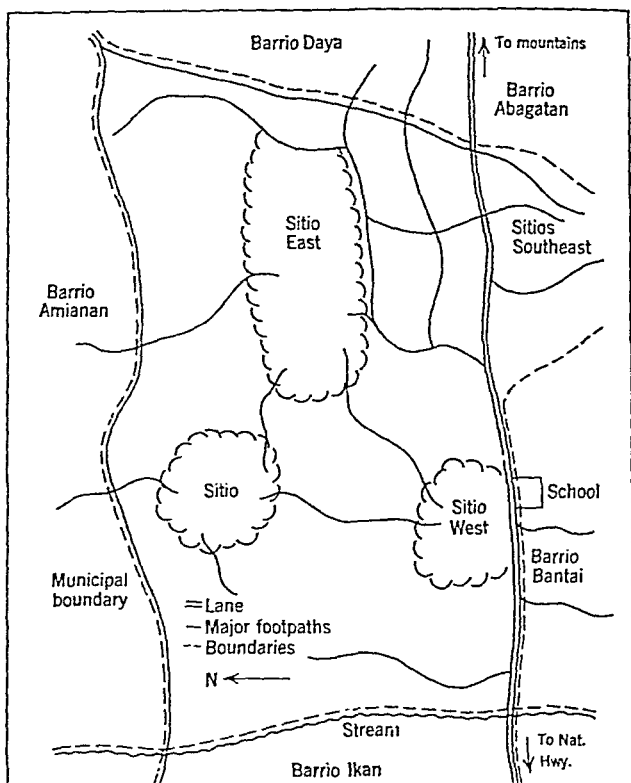 Barrio Daya
To mountains
Barrio
Abagatan
Sitio
East
Sitios
Southeast
Barrio
Amianan
Sitio
Sitio
West
School
Barrio
Bantai
Municipal
boundary
Lane
Major footpaths
Boundaries
N
Stream
To Nat.
Hwy.
Barrio Ikan